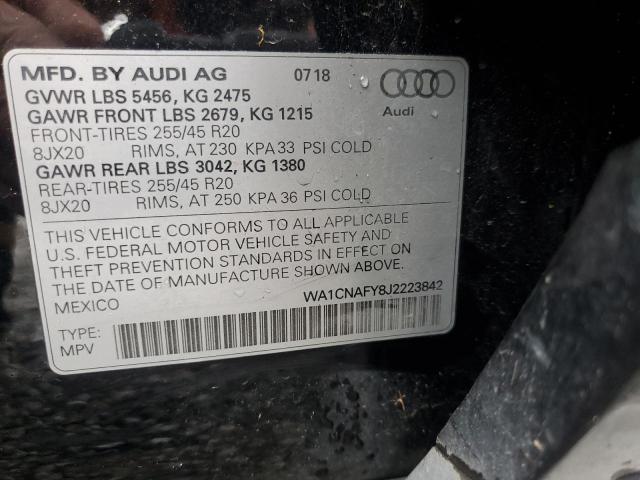 MFD. BY AUDI AG 07 18
GVWR LBS 5456, KG 2475
GAWR FRONT LBS 2679, KG 1215
FRONT-TIRES 255/45 R20
8JX20 RIMS, AT 230 KPA 33 PSI COLD
GAWR REAR LBS 3042, KG 1380
REAR-TIRES 255/45 R20
8JX20 RIMS, AT 250 KPA 36 PSI COLD
Audi
THIS VEHICLE CONFORMS TO ALL APPLICABLE
U.S. FEDERAL MOTOR VEHICLE SAFETY AND
THEFT PREVENTION STANDARDS IN EFFECT ON
THE DATE OF MANUFACTURE SHOWN ABOVE.
MEXICO WA1CNAFY8J2223842
TYPE:
MPV